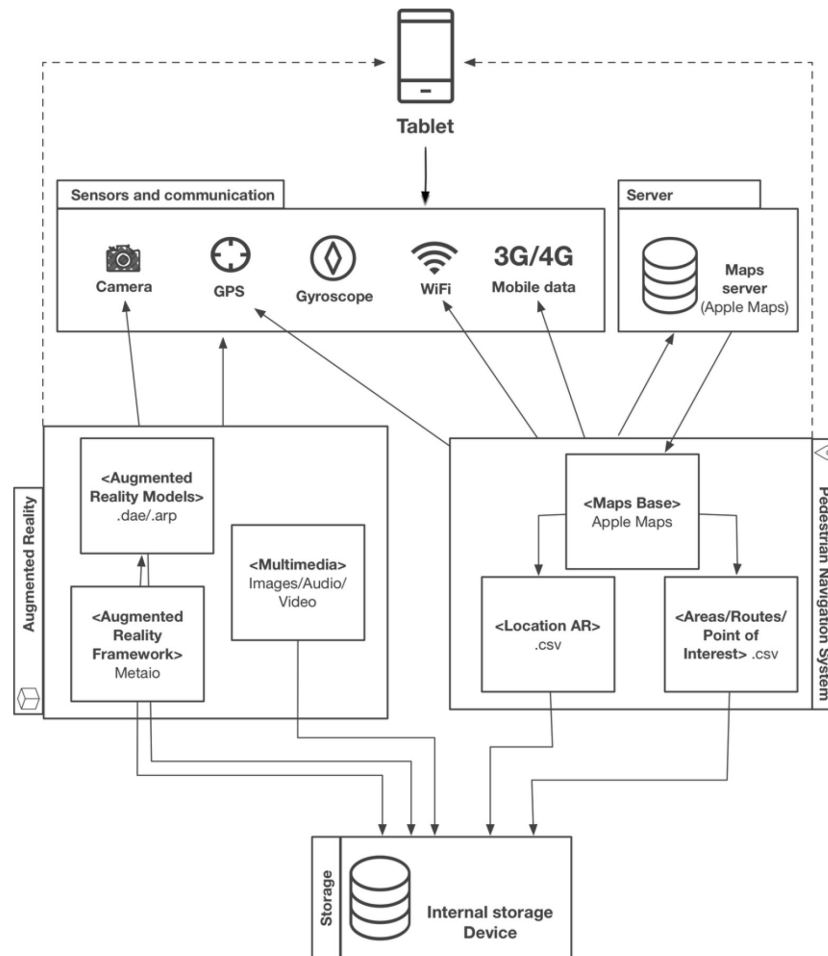 Tablet
Sensors and communication
Server
Camera
GPS
Gyroscope
WiFi
3G/4G
Mobile data
Maps
server
(Apple Maps)
Augmented Reality
<Augmented
Reality Models>
.dae/.arp
<Multimedia>
Images/Audio/
Video
<Augmented
Reality
Framework>
Metaio
<Maps Base>
Apple Maps
<Location AR>
.csv
<Areas/Routes/
Point of
Interest> .csv
Pedestrian Navigation System
Storage
Internal storage
Device